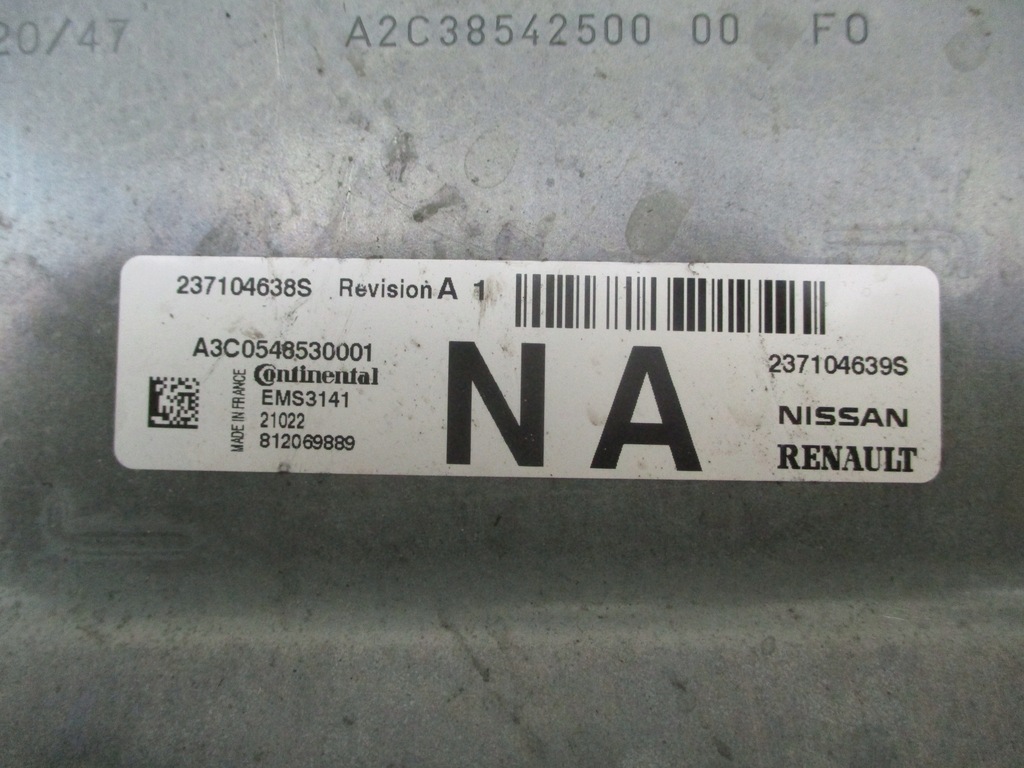 20/47 A2C38542500 00 F0
237104638S Revision A 1
A3C0548530001
Continental
MADE IN FRANCE
EMS3141
21022
812069889
NA
237104639S
NISSAN
RENAULT